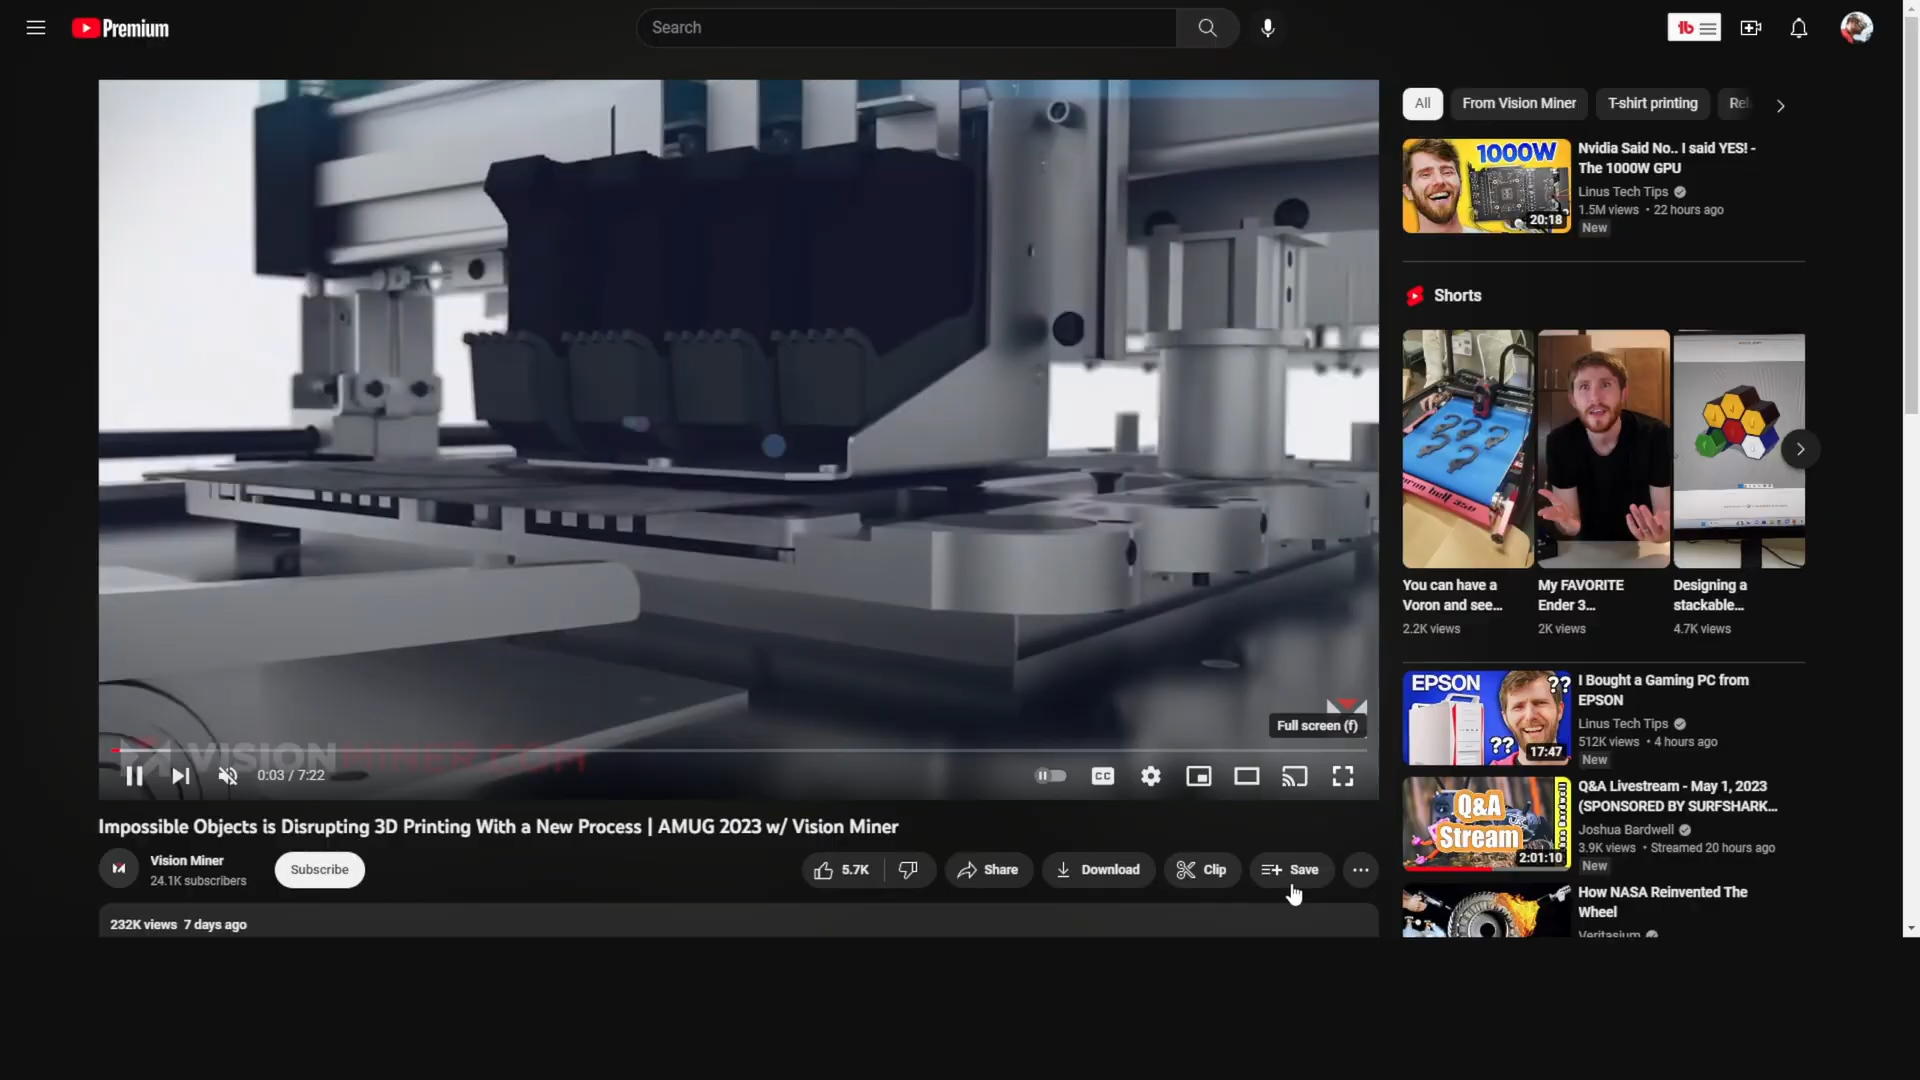 Premium
Search
VISIONMINER.COM
Full screen (f)
0:03 / 7:22
CC
Impossible Objects is Disrupting 3D Printing With a New Process | AMUG 2023 w/ Vision Miner
Vision Miner
24.1K subscribers
Subscribe
5.7K
Share
Download
Clip
Save
232K views 7 days ago
All
From Vision Miner
T-shirt printing
Rel
1000W
20:18
Nvidia Said No.. I said YES! -
The 1000W GPU
Linus Tech Tips
1.5M views • 22 hours ago
New
Shorts
You can have a
Voron and see...
2.2K views
My FAVORITE
Ender 3...
2K views
Designing a
stackable...
4.7K views
EPSON
??
??
17:47
I Bought a Gaming PC from
EPSON
Linus Tech Tips
512K views • 4 hours ago
New
Q&A
Stream
2:01:10
Q&A Livestream - May 1, 2023
(SPONSORED BY SURFSHARK...
Joshua Bardwell
3.9K views • Streamed 20 hours ago
New
How NASA Reinvented The
Wheel
Veritasium